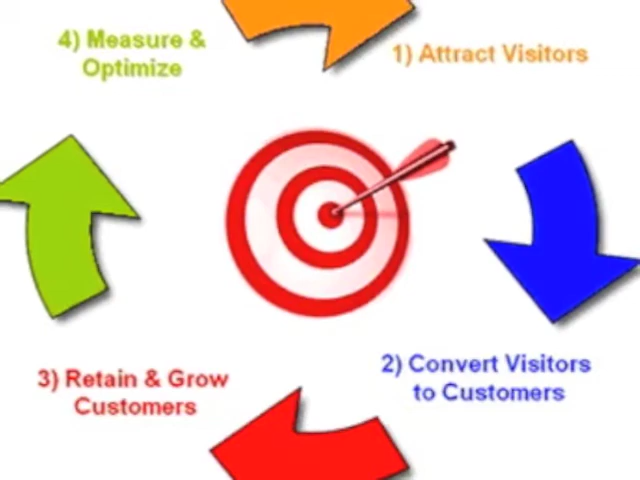 4) Measure &
Optimize
1) Attract Visitors
2) Convert Visitors
to Customers
3) Retain & Grow
Customers